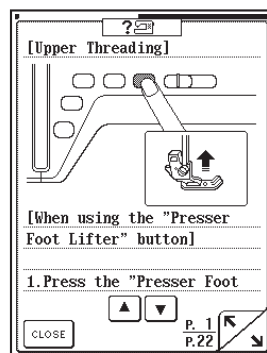 ?
[Upper Threading]
[When using the "Presser
Foot Lifter" button]
1.Press the "Presser Foot
CLOSE
P. 1
P.22